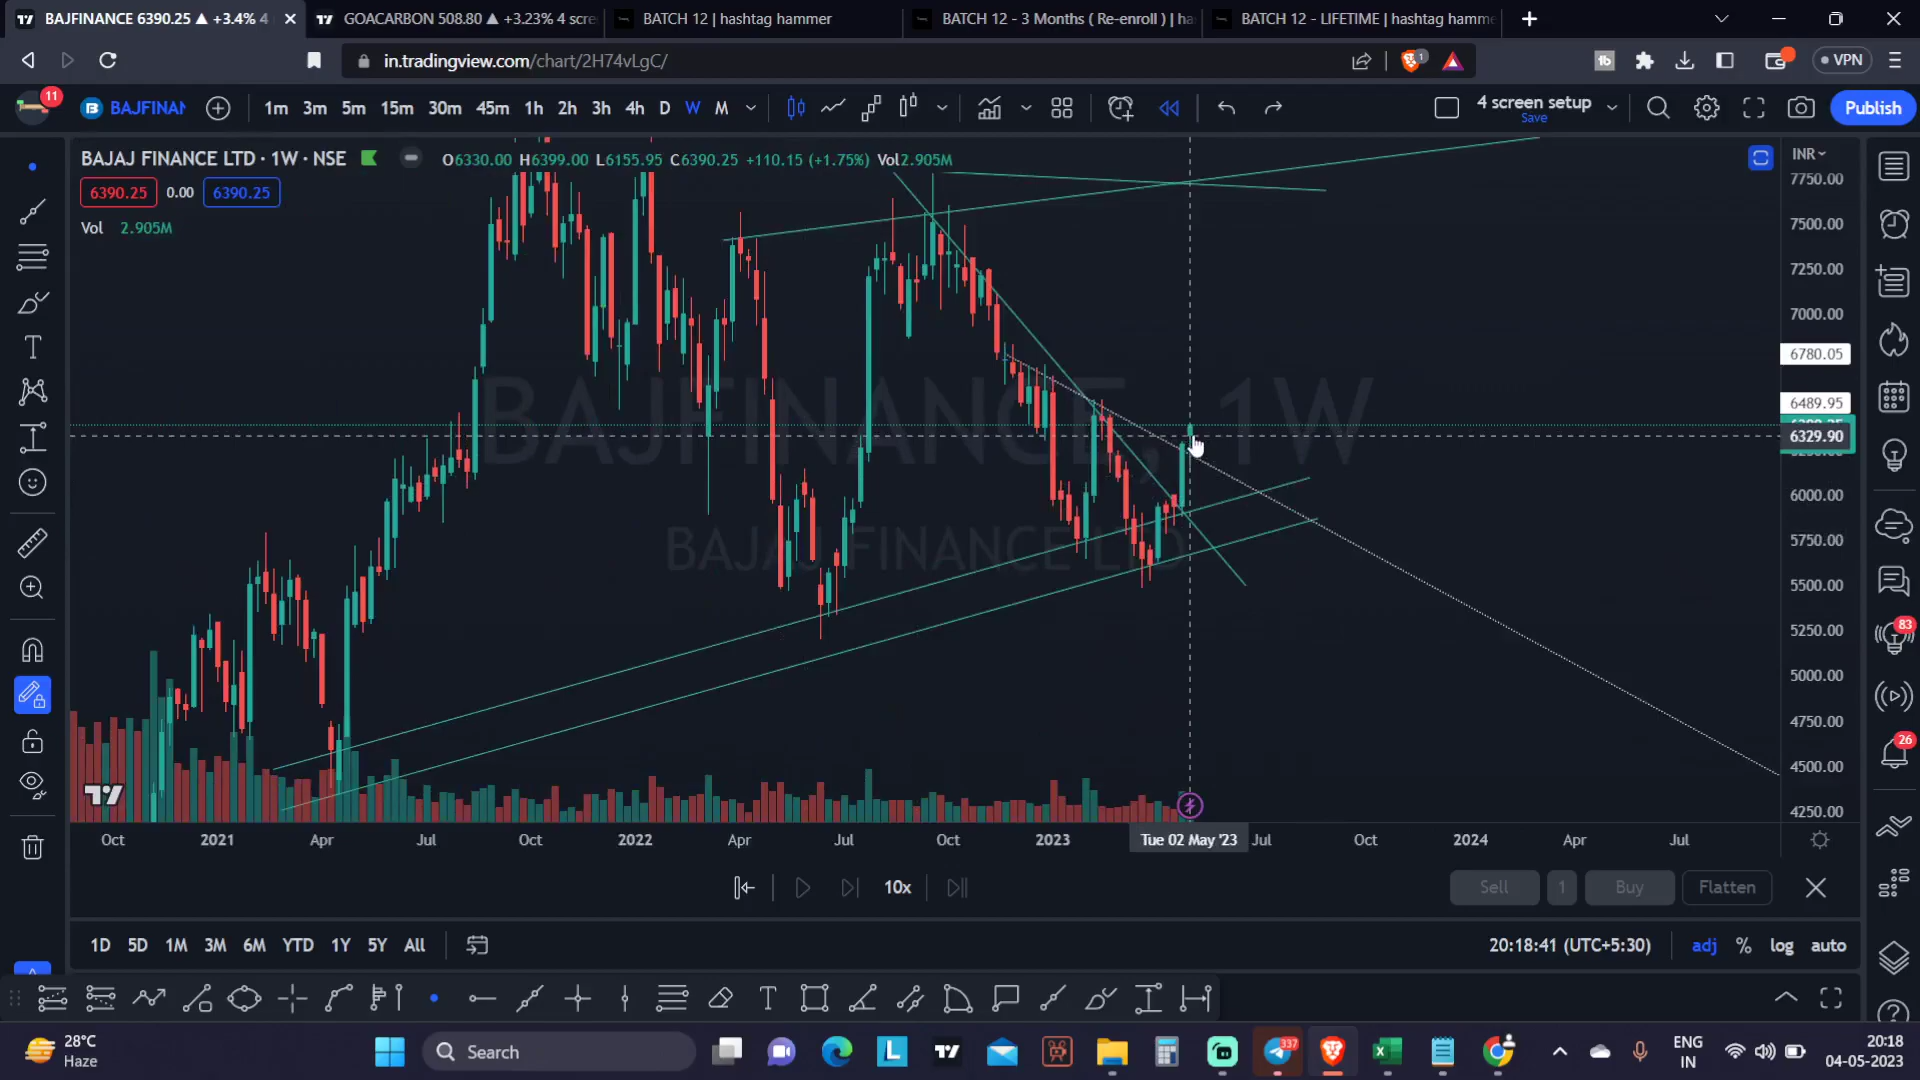 BAJFINANCE 6390.25 ▲ +3.4% 4
GOACARBON 508.80 ▲ +3.23% 4 scre
BATCH 12 | hashtag hammer
BATCH 12 - 3 Months ( Re-enroll ) | ha
BATCH 12 - LIFETIME | hashtag hamme
in.tradingview.com/chart/2H74vLgC/
1
VPN
11
BAJFINAN
1m 3m 5m 15m 30m 45m 1h 2h 3h 4h D W M
4 screen setup
Save
Publish
BAJAJ FINANCE LTD · 1W · NSE
O6330.00 H6399.00 L6155.95 C6390.25 +110.15 (+1.75%) Vol2.905M
INR
6390.25 0.00 6390.25
Vol 2.905M
BAJFINANCE, 1W
BAJAJ FINANCE LTD
7750.00
7500.00
7250.00
7000.00
6780.05
6489.95
6329.90
6000.00
5750.00
5500.00
5250.00
5000.00
4750.00
4500.00
4250.00
83
26
Oct 2021 Apr Jul Oct 2022 Apr Jul Oct 2023 Tue 02 May '23 Jul Oct 2024 Apr Jul
10x
Sell 1 Buy Flatten
1D 5D 1M 3M 6M YTD 1Y 5Y All
20:18:41 (UTC+5:30) adj % log auto
28°C
Haze
Search
337
ENG
IN
20:18
04-05-2023